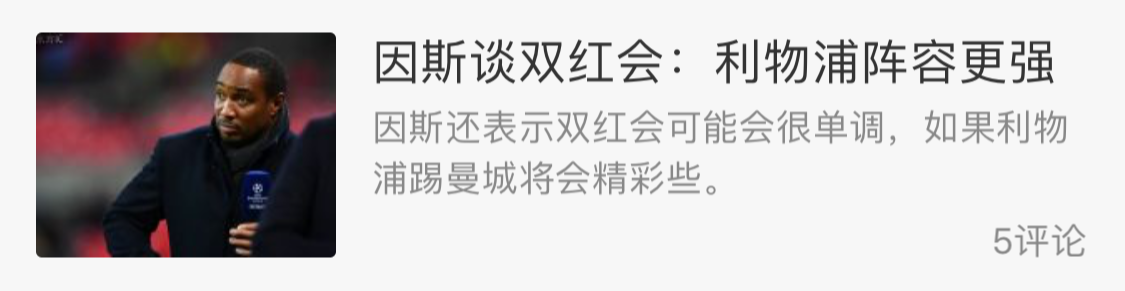 因斯谈双红会：利物浦阵容更强
因斯还表示双红会可能会很单调，如果利物
浦踢曼城将会精彩些。
5评论